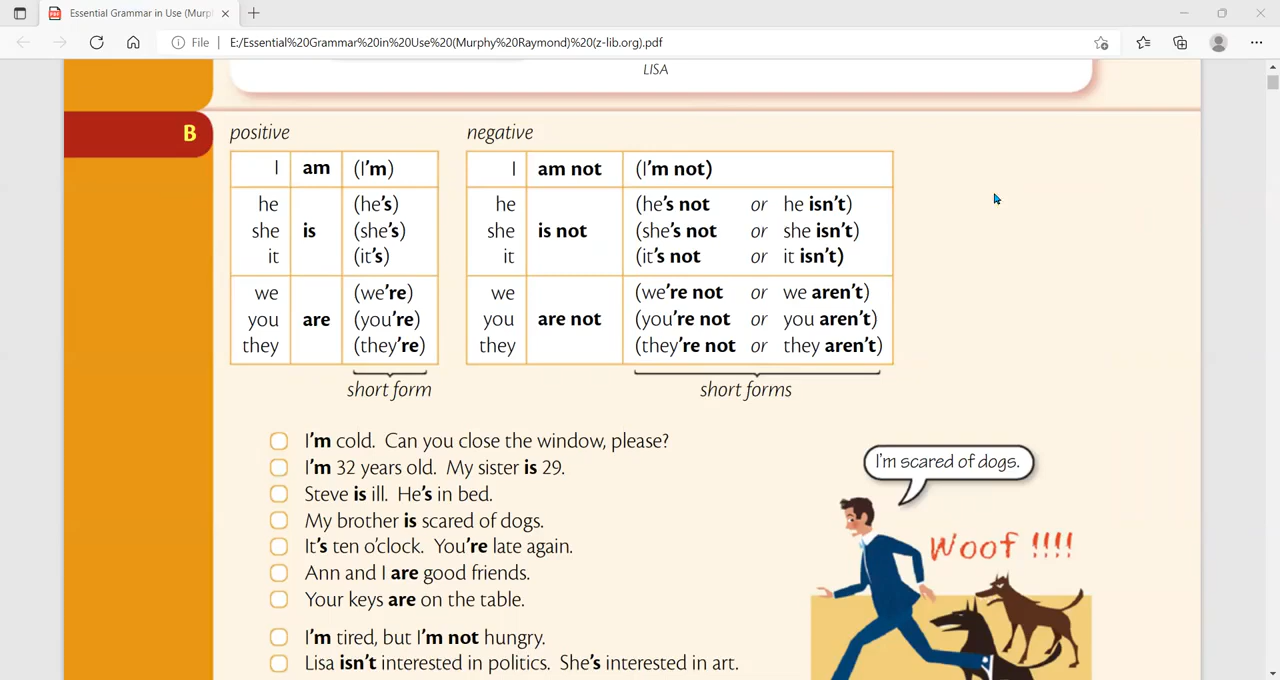 Essential Grammar in Use (Murp
File
E:/Essential%20Grammar%20in%20Use%20(Murphy%20Raymond)%20(z-lib.org).pdf
LISA
B
positive
I am (I'm)
he (he's)
she is (she's)
it (it's)
we (we're)
you are (you're)
they (they're)
short form
negative
I am not (I'm not)
he (he's not or he isn't)
she is not (she's not or she isn't)
it (it's not or it isn't)
we (we're not or we aren't)
you are not (you're not or you aren't)
they (they're not or they aren't)
short forms
I'm cold. Can you close the window, please?
I'm 32 years old. My sister is 29.
Steve is ill. He's in bed.
My brother is scared of dogs.
It's ten o'clock. You're late again.
Ann and I are good friends.
Your keys are on the table.
I'm tired, but I'm not hungry.
Lisa isn't interested in politics. She's interested in art.
I'm scared of dogs.
Woof !!!!